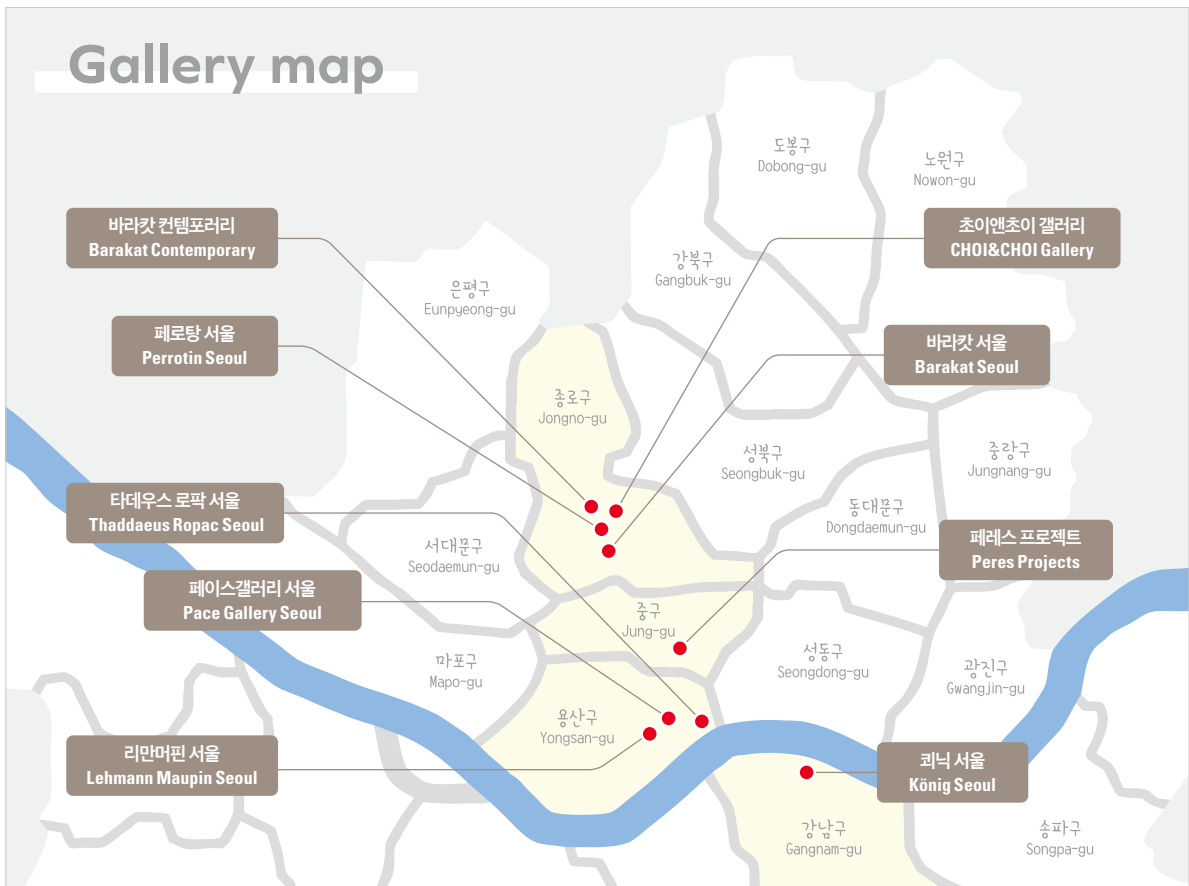 Gallery map
도봉구
Dobong-gu
노원구
Nowon-gu
바라캇 컨템포러리
Barakat Contemporary
초이앤초이 갤러리
CHOI&CHOI Gallery
강북구
Gangbuk-gu
은평구
Eunpyeong-gu
페로탕 서울
Perrotin Seoul
바라캇 서울
Barakat Seoul
종로구
Jongno-gu
성북구
Seongbuk-gu
중랑구
Jungnang-gu
타데우스 로팍 서울
Thaddaeus Ropac Seoul
동대문구
Dongdaemun-gu
서대문구
Seodaemun-gu
페레스 프로젝트
Peres Projects
페이스갤러리 서울
Pace Gallery Seoul
중구
Jung-gu
마포구
Mapo-gu
성동구
Seongdong-gu
광진구
Gwangjin-gu
용산구
Yongsan-gu
리만머핀 서울
Lehmann Maupin Seoul
쾨닉 서울
König Seoul
강남구
Gangnam-gu
송파구
Songpa-gu